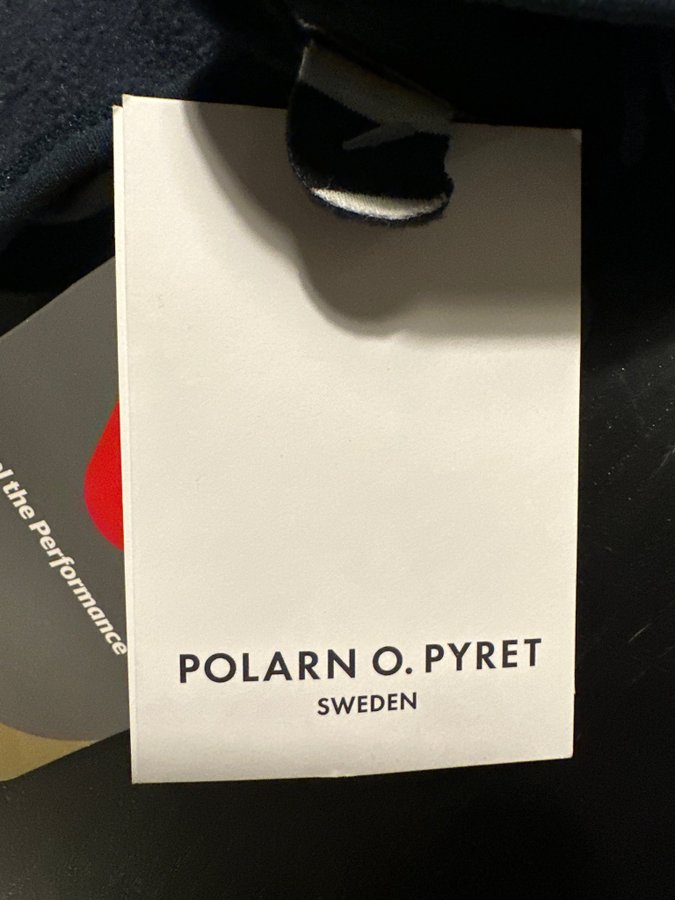 POLARN O. PYRET
SWEDEN
the Performance